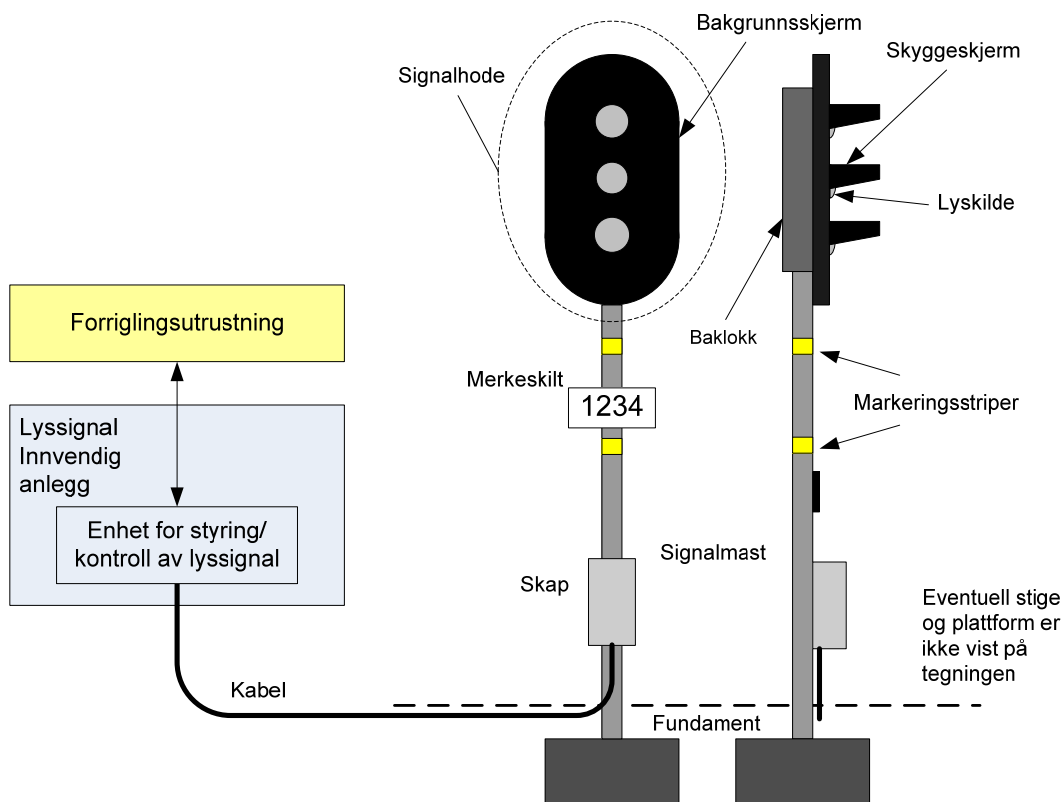 Bakgrunnsskjerm
Skyggeskjerm
Signalhode
Lyskilde
Forriglingsutrustning
Baklokk
Merkeskilt
1234
Markeringsstriper
Lyssignal
Innvendig
anlegg
Enhet for styring/
kontroll av lyssignal
Signalmast
Skap
Eventuell stige
og plattform er
ikke vist på
tegningen
Kabel
Fundament